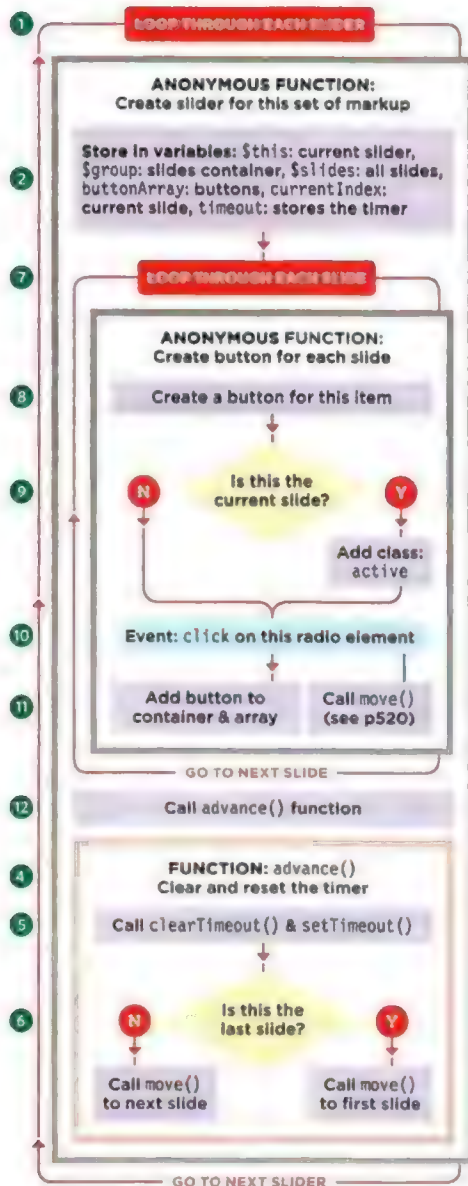 1
LOOP THROUGH EACH SLIDER
ANONYMOUS FUNCTION:
Create slider for this set of markup
2
Store in variables: $this: current slider,
$group: slides container, $slides: all slides,
buttonArray: buttons, currentIndex:
current slide, timeout: stores the timer
7
LOOP THROUGH EACH SLIDE
ANONYMOUS FUNCTION:
Create button for each slide
8
Create a button for this item
9
N
Is this the
current slide?
Y
Add class:
active
10
Event: click on this radio element
11
Add button to
container & array
Call move()
(see p520)
GO TO NEXT SLIDE
12
Call advance() function
4
FUNCTION: advance()
Clear and reset the timer
5
Call clearTimeout() & setTimeout()
6
N
Is this the
last slide?
Y
Call move()
to next slide
Call move()
to first slide
GO TO NEXT SLIDER